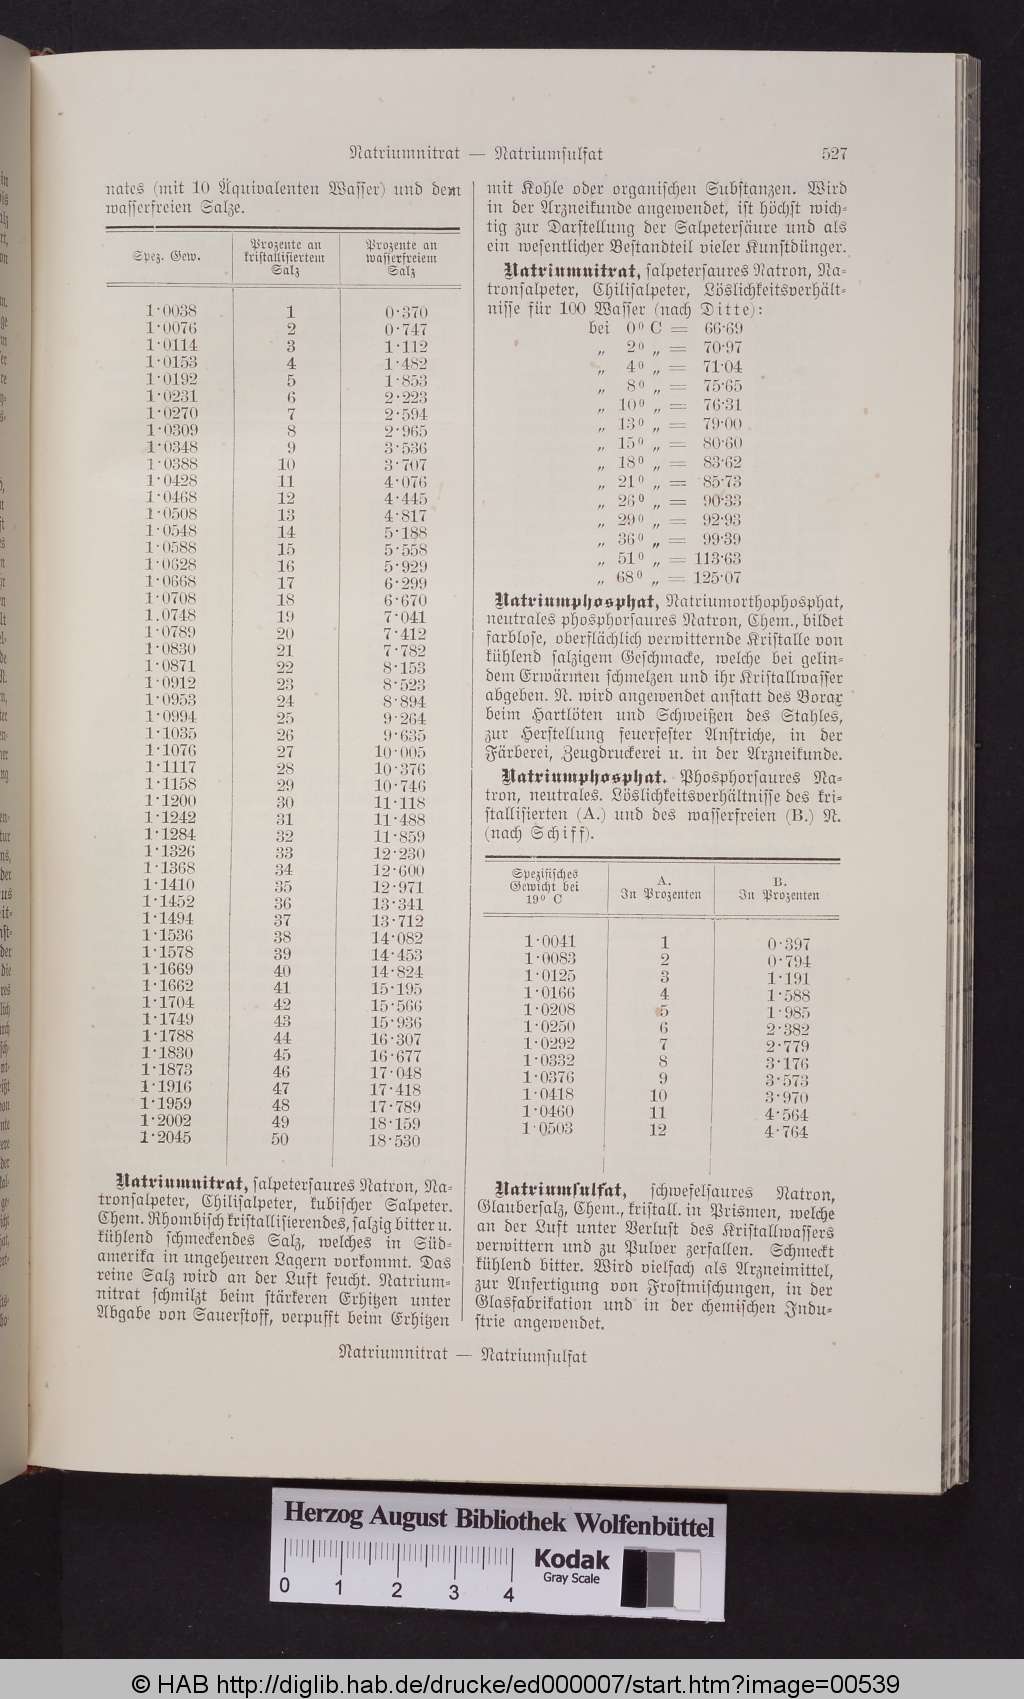 Natriumnitrat — Natriumsulfat
527
nates (mit 10 Äquivalenten Wasser) und dem
wasserfreien Salze.
Spez. Gew. Prozente an kristallisiertem Salz Prozente an wasserfreiem Salz
1·0038 1 0·370
1·0076 2 0·747
1·0114 3 1·112
1·0153 4 1·482
1·0192 5 1·853
1·0231 6 2·223
1·0270 7 2·594
1·0309 8 2·965
1·0348 9 3·536
1·0388 10 3·707
1·0428 11 4·076
1·0468 12 4·445
1·0508 13 4·817
1·0548 14 5·188
1·0588 15 5·558
1·0628 16 5·929
1·0668 17 6·299
1·0708 18 6·670
1.0748 19 7·041
1·0789 20 7·412
1·0830 21 7·782
1·0871 22 8·153
1·0912 23 8·523
1·0953 24 8·894
1·0994 25 9·264
1·1035 26 9·635
1·1076 27 10·005
1·1117 28 10·376
1·1158 29 10·746
1·1200 30 11·118
1·1242 31 11·488
1·1284 32 11·859
1·1326 33 12·230
1·1368 34 12·600
1·1410 35 12·971
1·1452 36 13·341
1·1494 37 13·712
1·1536 38 14·082
1·1578 39 14·453
1·1669 40 14·824
1·1662 41 15·195
1·1704 42 15·566
1·1749 43 15·936
1·1788 44 16·307
1·1830 45 16·677
1·1873 46 17·048
1·1916 47 17·418
1·1959 48 17·789
1·2002 49 18·159
1·2045 50 18·530
Natriumnitrat, salpetersaures Natron, Na-
tronsalpeter, Chilisalpeter, kubischer Salpeter.
Chem. Rhombisch kristallisierendes, salzig bitter u.
kühlend schmeckendes Salz, welches in Süd-
amerika in ungeheuren Lagern vorkommt. Das
reine Salz wird an der Luft feucht. Natrium-
nitrat schmilzt beim stärkeren Erhitzen unter
Abgabe von Sauerstoff, verpufft beim Erhitzen
mit Kohle oder organischen Substanzen. Wird
in der Arzneikunde angewendet, ist höchst wich-
tig zur Darstellung der Salpetersäure und als
ein wesentlicher Bestandteil vieler Kunstdünger.
Natriumnitrat, salpetersaures Natron, Na-
tronsalpeter, Chilisalpeter, Löslichkeitsverhält-
nisse für 100 Wasser (nach Ditte):
bei 0° C = 66·69
„ 2° „ = 70·97
„ 4° „ = 71·04
„ 8° „ = 75·65
„ 10° „ = 76·31
„ 13° „ = 79·00
„ 15° „ = 80·60
„ 18° „ = 83·62
„ 21° „ = 85·73
„ 26° „ = 90·33
„ 29° „ = 92·93
„ 36° „ = 99·39
„ 51° „ = 113·63
„ 68° „ = 125·07
Natriumphosphat, Natriumorthophosphat,
neutrales phosphorsaures Natron, Chem., bildet
farblose, oberflächlich verwitternde Kristalle von
kühlend salzigem Geschmacke, welche bei gelin-
dem Erwärmen schmelzen und ihr Kristallwasser
abgeben. N. wird angewendet anstatt des Borax
beim Hartlöten und Schweißen des Stahles,
zur Herstellung feuerfester Anstriche, in der
Färberei, Zeugdruckerei u. in der Arzneikunde.
Natriumphosphat. Phosphorsaures Na-
tron, neutrales. Löslichkeitsverhältnisse des kri-
stallisierten (A.) und des wasserfreien (B.) N.
(nach Schiff).
Spezifisches Gewicht bei 19° C A. In Prozenten B. In Prozenten
1·0041 1 0·397
1·0083 2 0·794
1·0125 3 1·191
1·0166 4 1·588
1·0208 5 1·985
1·0250 6 2·382
1·0292 7 2·779
1·0332 8 3·176
1·0376 9 3·573
1·0418 10 3·970
1·0460 11 4·564
1·0503 12 4·764
Natriumsulfat, schwefelsaures Natron,
Glaubersalz, Chem., kristall. in Prismen, welche
an der Luft unter Verlust des Kristallwassers
verwittern und zu Pulver zerfallen. Schmeckt
kühlend bitter. Wird vielfach als Arzneimittel,
zur Anfertigung von Frostmischungen, in der
Glasfabrikation und in der chemischen Indu-
strie angewendet.
Natriumnitrat — Natriumsulfat
Herzog August Bibliothek Wolfenbüttel
0 1 2 3 4
Kodak
Gray Scale
© HAB http://diglib.hab.de/drucke/ed000007/start.htm?image=00539